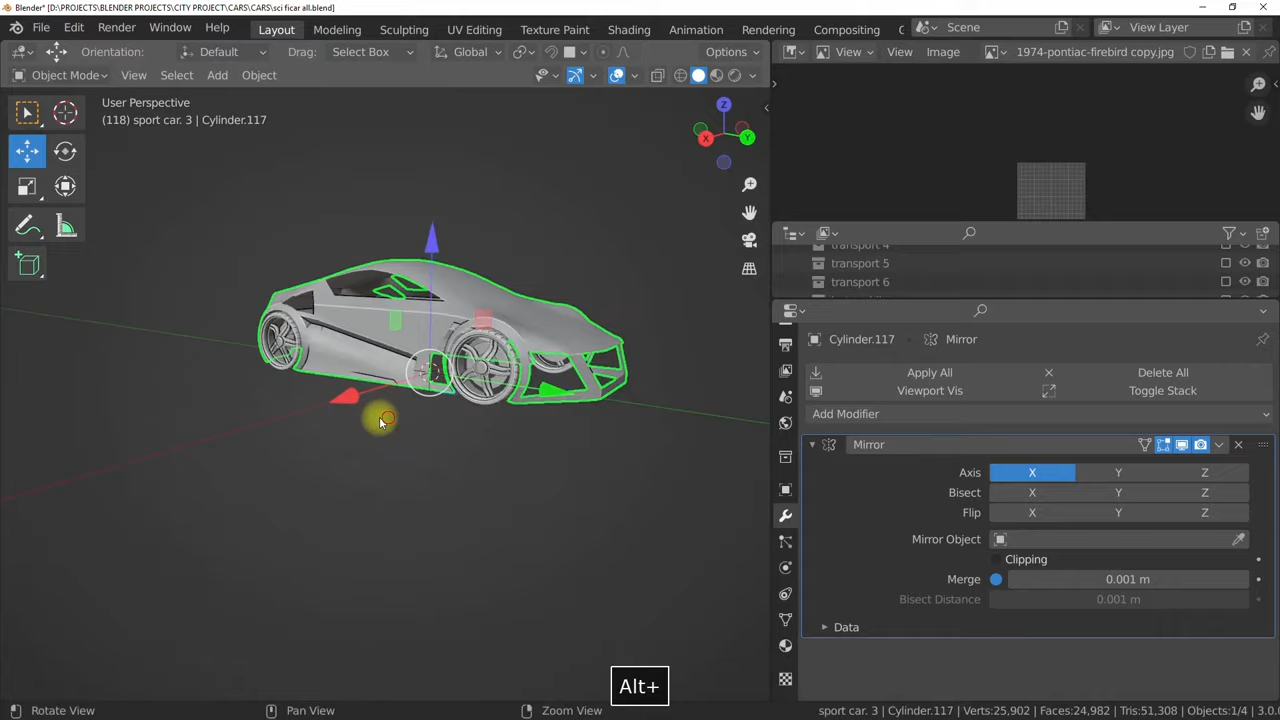 Blender* [D:\PROJECTS\BLENDER PROJECTS\CITY PROJECT\CARS\CARS\sci ficar all.blend]
File Edit Render Window Help Layout Modeling Sculpting UV Editing Texture Paint Shading Animation Rendering Compositing Scene View Layer
Orientation: Default Drag: Select Box Global Options View View Image 1974-pontiac-firebird copy.jpg
Object Mode View Select Add Object
User Perspective
(118) sport car. 3 | Cylinder.117
Z
X
Y
transport 4
transport 5
transport 6
Cylinder.117 Mirror
Apply All Delete All
Viewport Vis Toggle Stack
Add Modifier
Mirror
Axis X Y Z
Bisect X Y Z
Flip X Y Z
Mirror Object
Clipping
Merge 0.001 m
Bisect Distance 0.001 m
Data
Alt+
Rotate View Pan View Zoom View sport car. 3 | Cylinder.117 Verts:25,902 Faces:24,982 Tris:51,308 Objects:1/4 3.0.